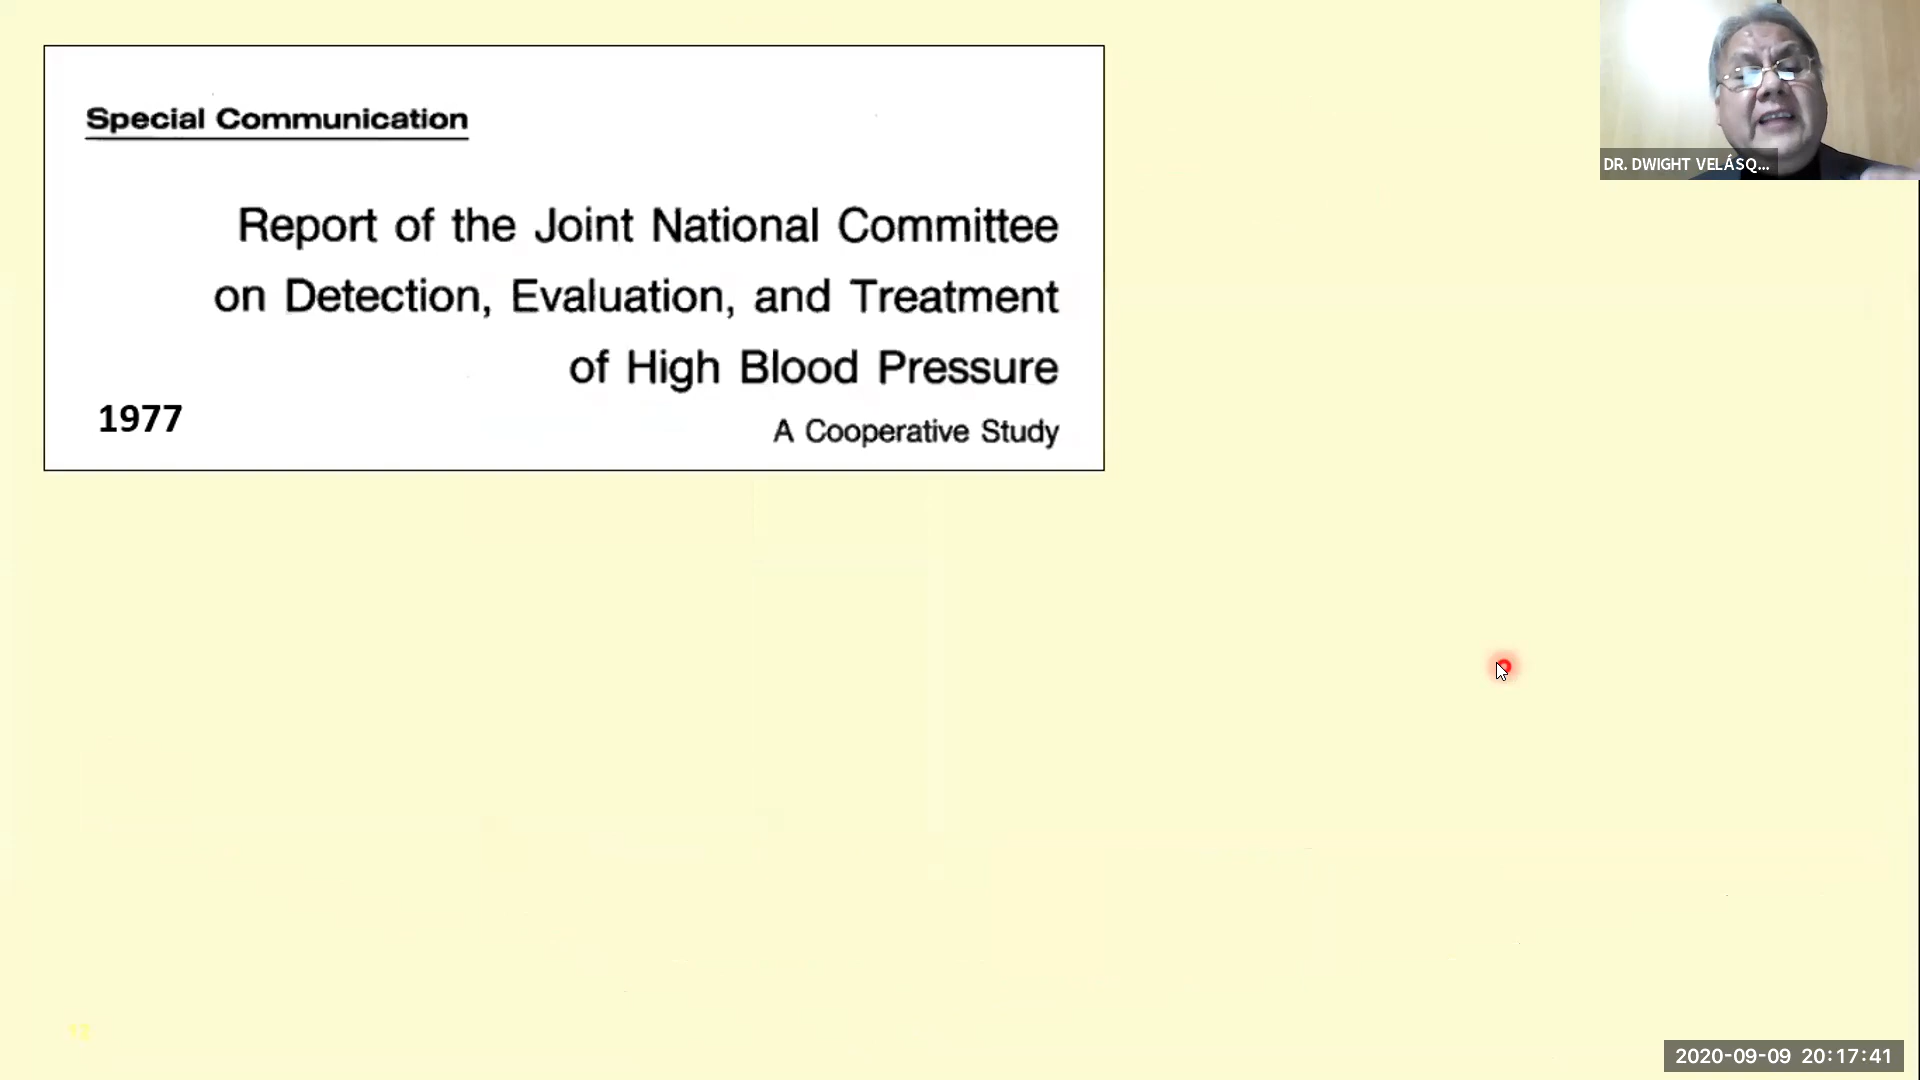 Special Communication
Report of the Joint National Committee
on Detection, Evaluation, and Treatment
of High Blood Pressure
1977
A Cooperative Study
DR. DWIGHT VELÁSQ...
2020-09-09 20:17:41